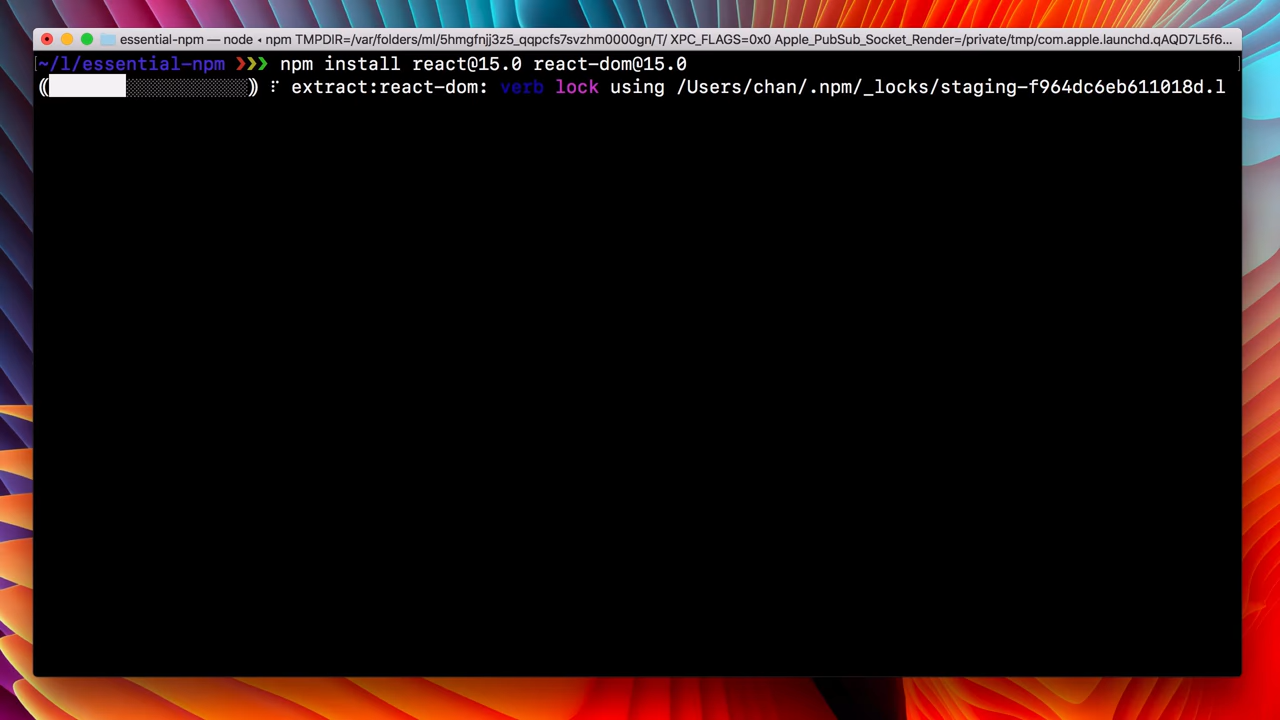 essential-npm — node ◂ npm TMPDIR=/var/folders/ml/5hmgfnjj3z5_qqpcfs7svzhm0000gn/T/ XPC_FLAGS=0x0 Apple_PubSub_Socket_Render=/private/tmp/com.apple.launchd.qAQD7L5f6...
~/l/essential-npm ❯❯❯ npm install react@15.0 react-dom@15.0
extract:react-dom: verb lock using /Users/chan/.npm/_locks/staging-f964dc6eb611018d.l